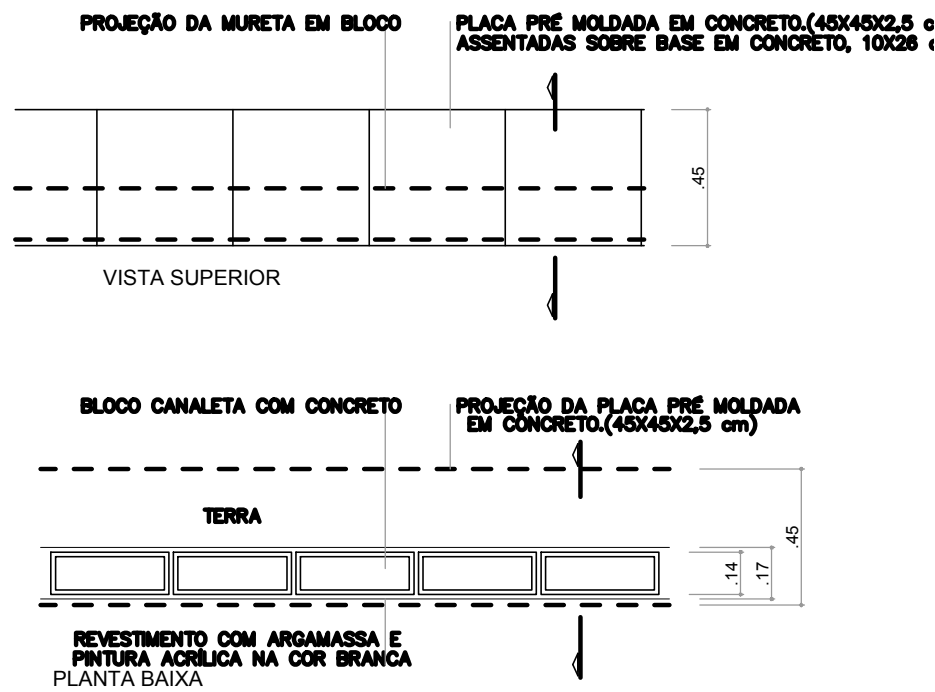 PROJEÇÃO DA MURETA EM BLOCO
PLACA PRÉ MOLDADA EM CONCRETO.(45X45X2,5 c
ASSENTADAS SOBRE BASE EM CONCRETO, 10X26 c
.45
VISTA SUPERIOR
BLOCO CANALETA COM CONCRETO
PROJEÇÃO DA PLACA PRÉ MOLDADA
EM CONCRETO.(45X45X2,5 cm)
TERRA
.14
.17
.45
REVESTIMENTO COM ARGAMASSA E
PINTURA ACRÍLICA NA COR BRANCA
PLANTA BAIXA